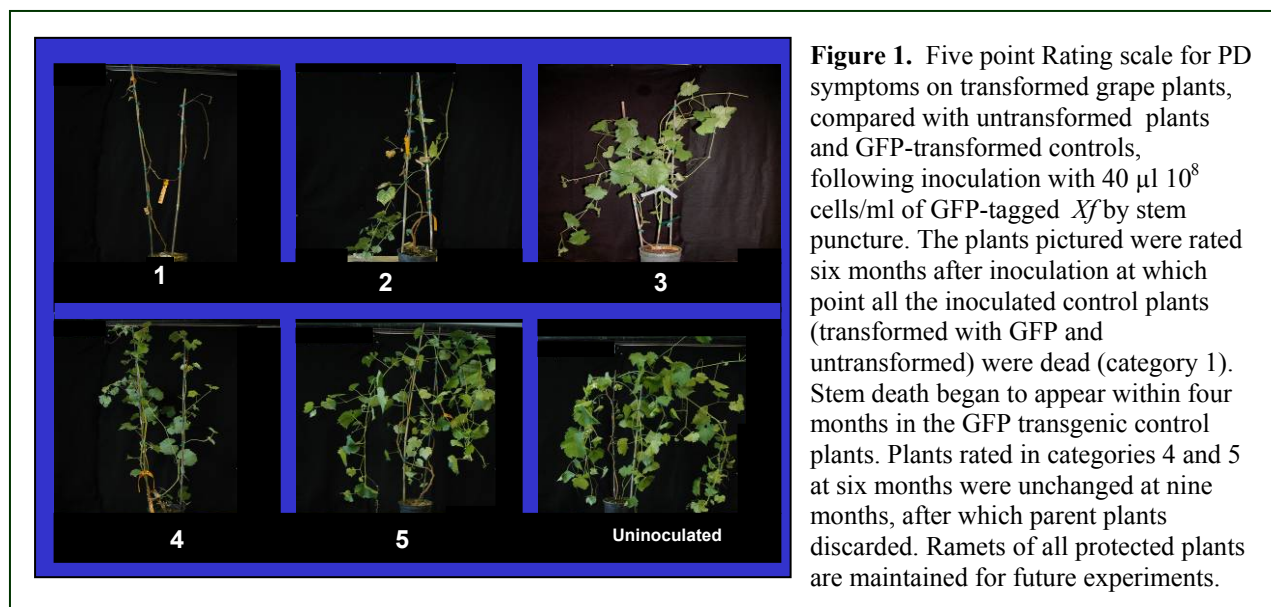 1
2
3
4
5
Uninoculated
Figure 1. Five point Rating scale for PD
symptoms on transformed grape plants,
compared with untransformed plants
and GFP-transformed controls,
following inoculation with 40 µl 10⁸
cells/ml of GFP-tagged Xf by stem
puncture. The plants pictured were rated
six months after inoculation at which
point all the inoculated control plants
(transformed with GFP and
untransformed) were dead (category 1).
Stem death began to appear within four
months in the GFP transgenic control
plants. Plants rated in categories 4 and 5
at six months were unchanged at nine
months, after which parent plants
discarded. Ramets of all protected plants
are maintained for future experiments.